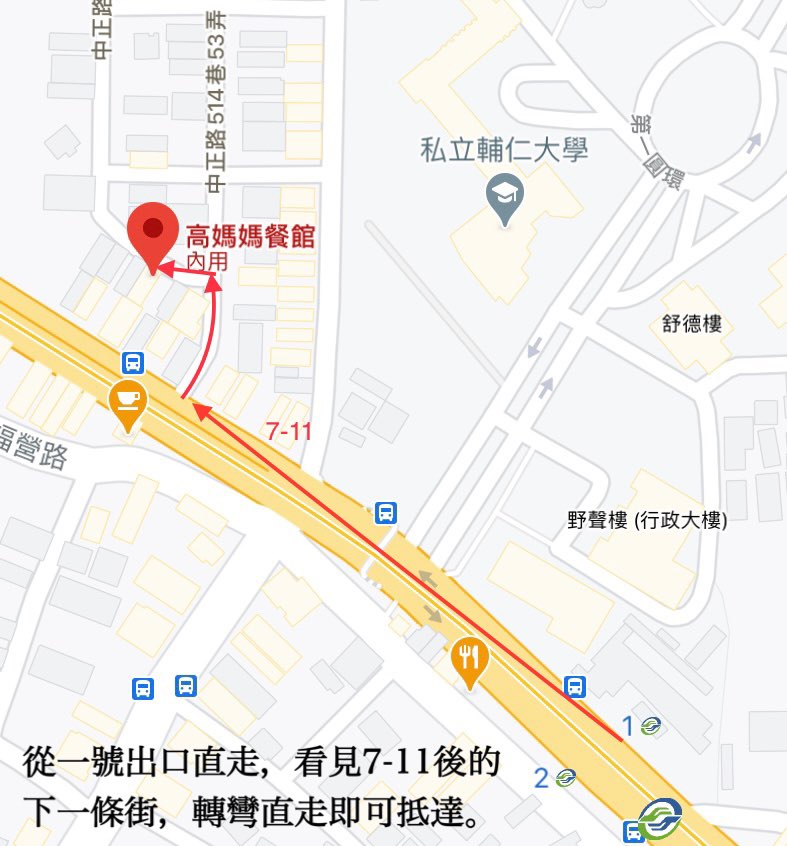 中正路
中正路514巷53弄
私立輔仁大學
第一圓環
高媽媽餐館
內用
舒德樓
7-11
福營路
野聲樓 (行政大樓)
1
2
從一號出口直走，看見7-11後的
下一條街，轉彎直走即可抵達。